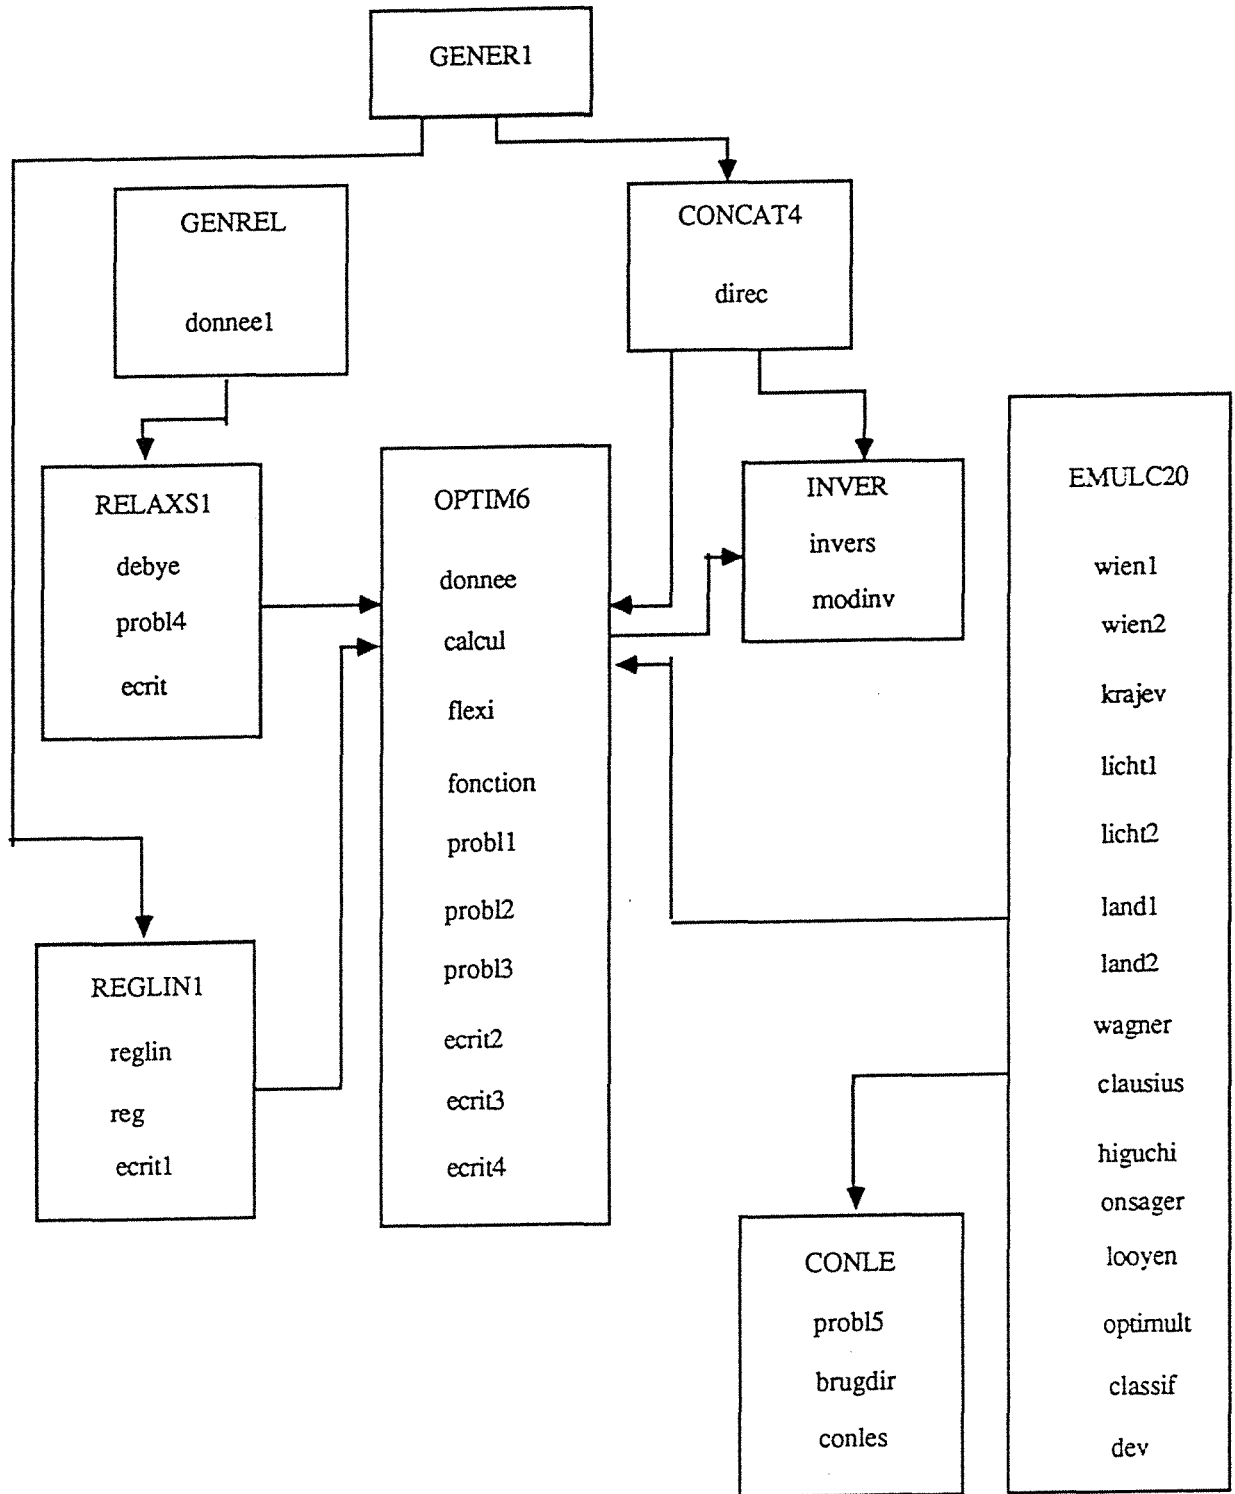 GENER1
GENREL
donnee1
CONCAT4
direc
RELAXS1
debye
probl4
ecrit
OPTIM6
donnee
calcul
flexi
fonction
probl1
probl2
probl3
ecrit2
ecrit3
ecrit4
INVER
invers
modinv
EMULC20
wien1
wien2
krajev
licht1
licht2
land1
land2
wagner
clausius
higuchi
onsager
looyen
optimult
classif
dev
REGLIN1
reglin
reg
ecrit1
CONLE
probl5
brugdir
conles